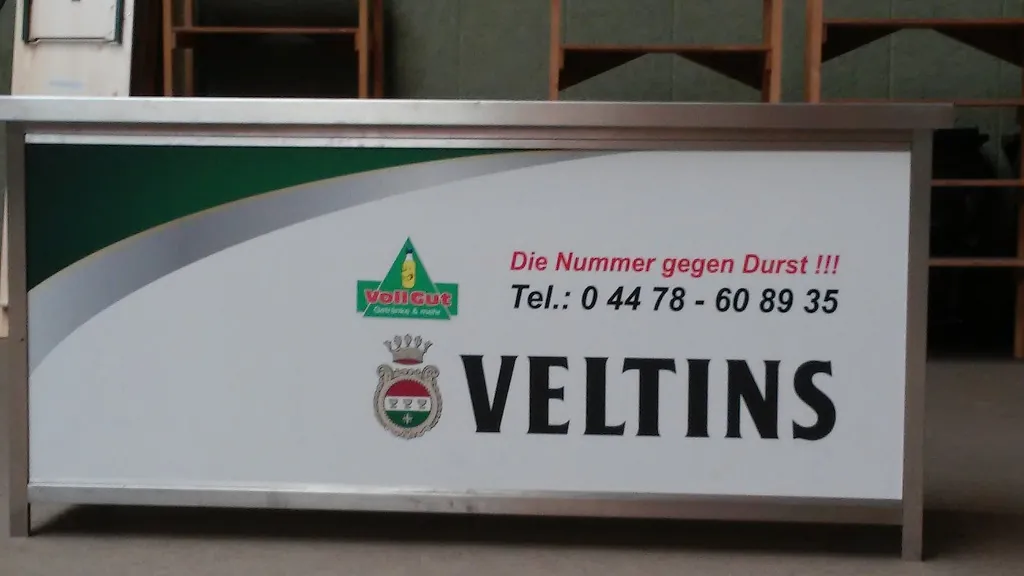 Die Nummer gegen Durst !!!
Tel.: 0 44 78 - 60 89 35
VollGut
Getränke & mehr
VELTINS